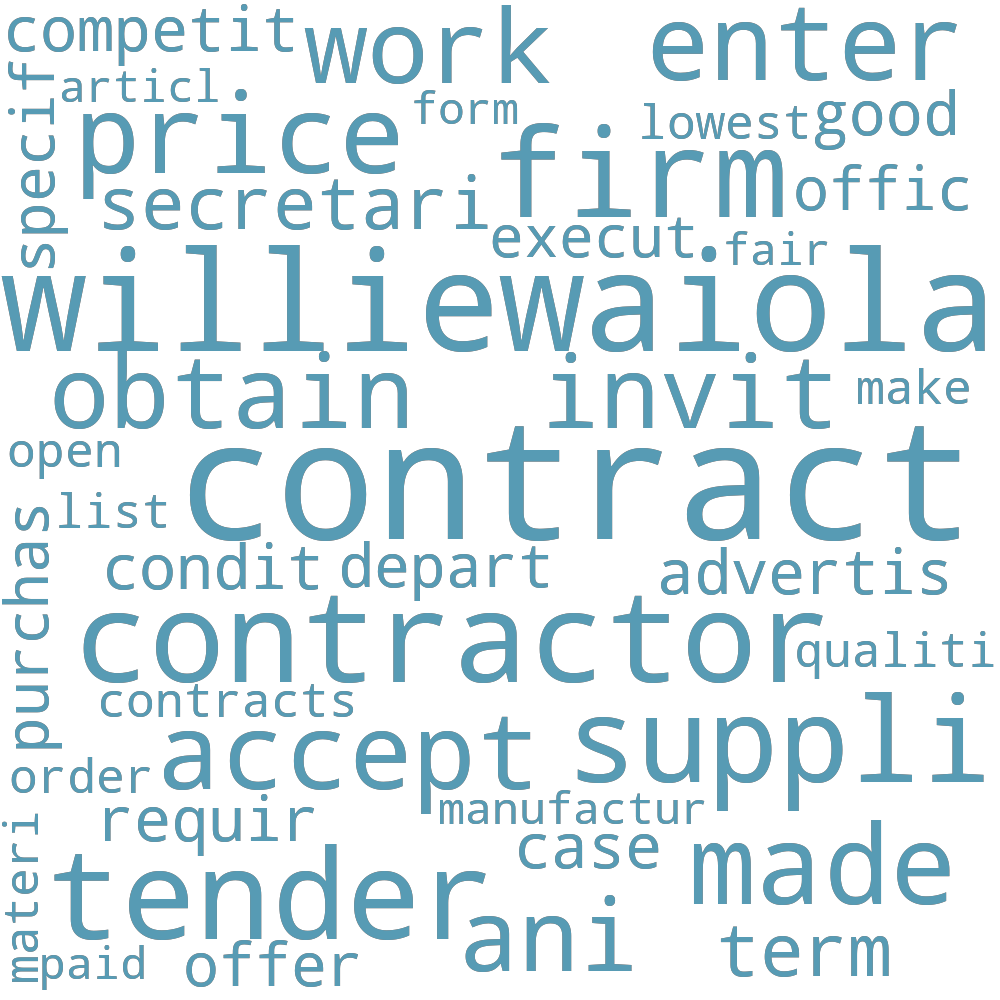 competit
work
enter
articl
specif
price
form
lowest
good
firm
secretari
offic
execut
fair
williewaiola
obtain
invit
make
open
contract
list
purchas
condit
depart
advertis
contractor
qualiti
contracts
accept
suppli
order
requir
manufactur
materi
case
made
tender
ani
term
paid
offer